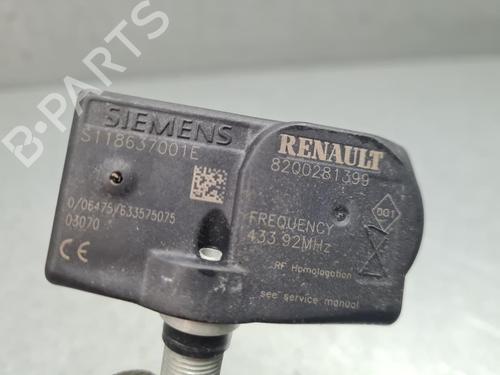 B-PARTS
SIEMENS
S118637001E
0/06475/633575075
03070
CE
RENAULT
8200281399
001
FREQUENCY
433.92MHz
RF Homologation
see service manual